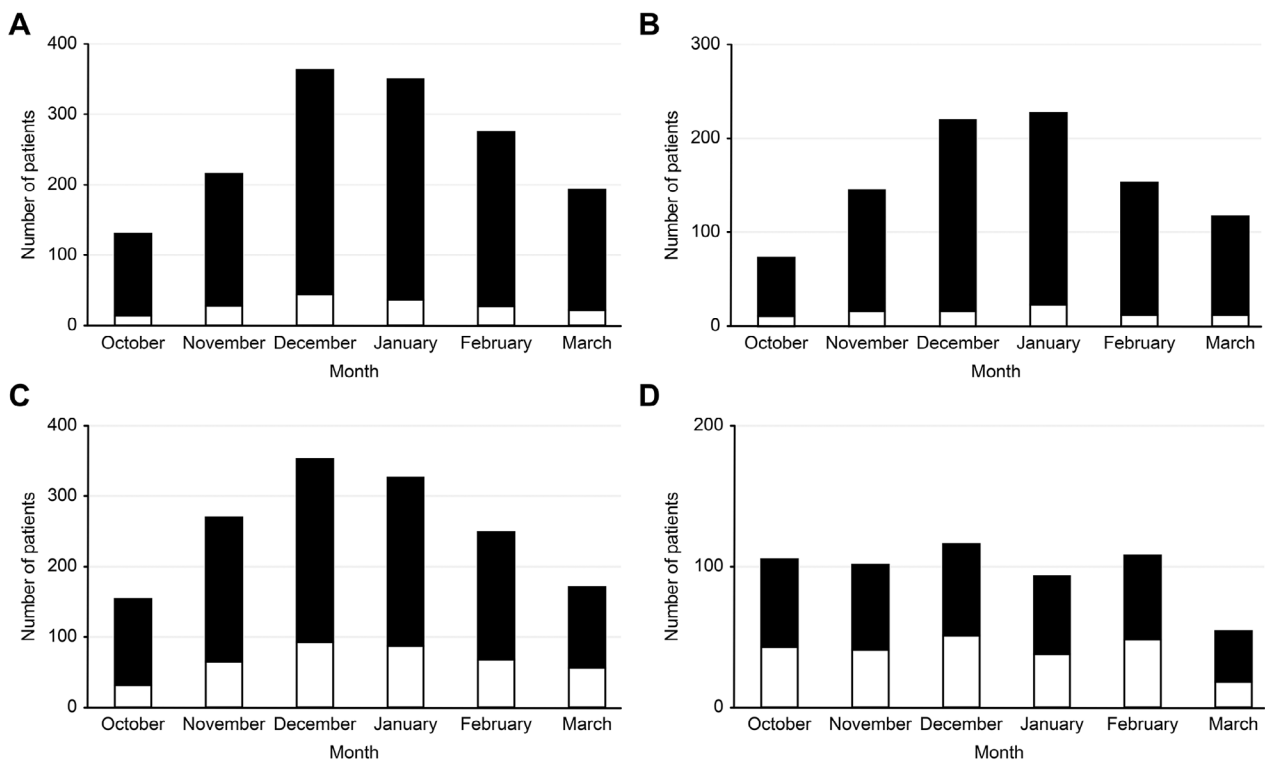 A
Number of patients
400
300
200
100
0
October November December January February March
Month
B
Number of patients
300
200
100
0
October November December January February March
Month
C
Number of patients
400
300
200
100
0
October November December January February March
Month
D
Number of patients
200
100
0
October November December January February March
Month